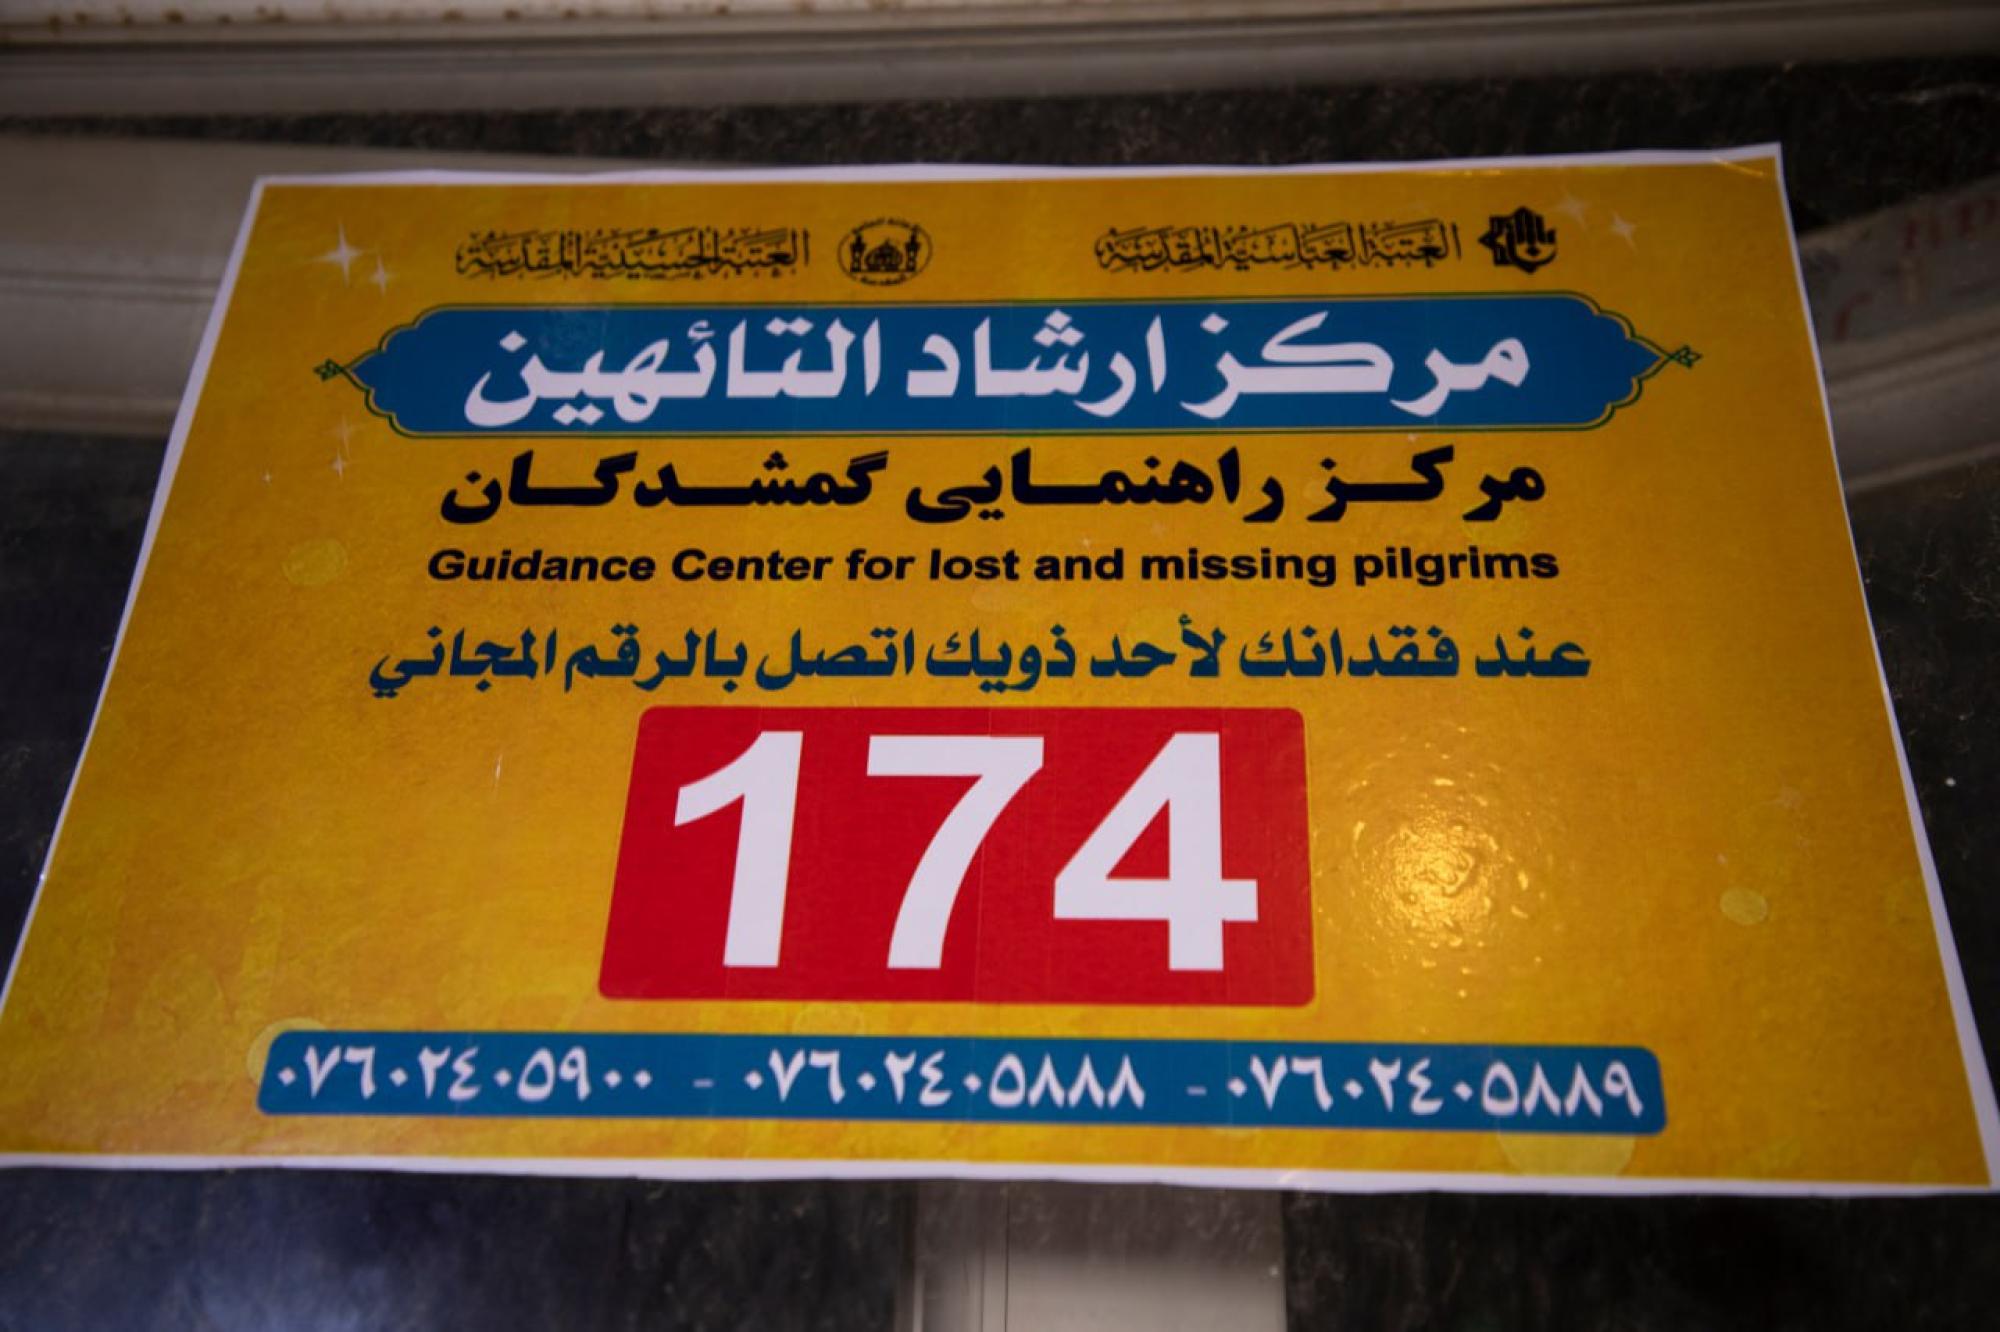 العتبة العباسية المقدسة
العتبة الحسينية المقدسة
مركز ارشاد التائهين
مركز راهنمايى گمشدگان
Guidance Center for lost and missing pilgrims
عند فقدانك لأحد ذويك اتصل بالرقم المجاني
174
٠٧٦٠٢٤٠٥٩٠٠ - ٠٧٦٠٢٤٠٥٨٨٨ - ٠٧٦٠٢٤٠٥٨٨٩